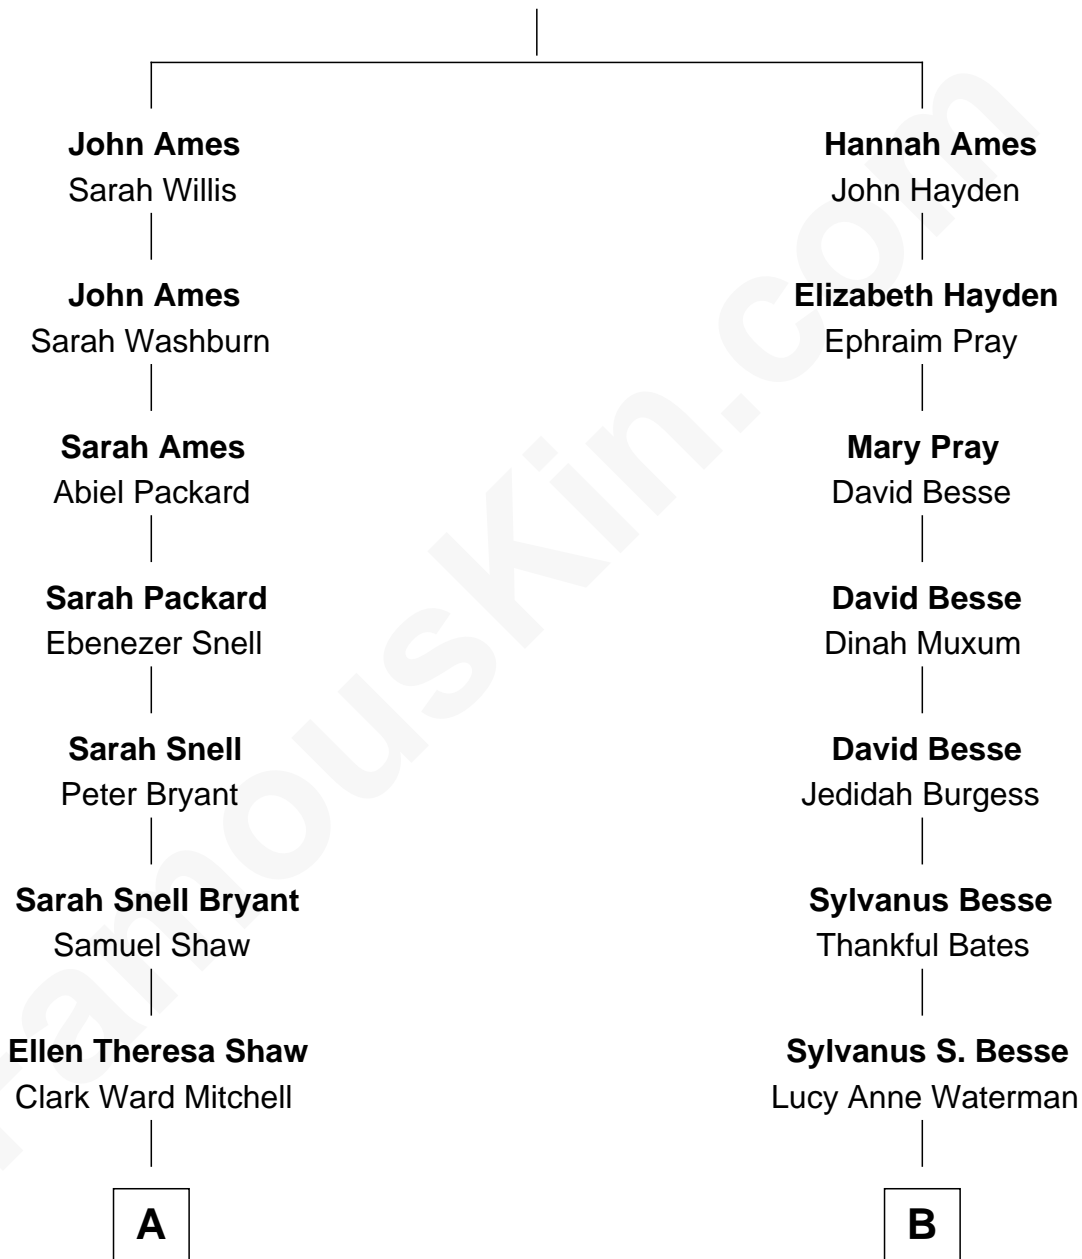 John Ames
Sarah Willis
John Ames
Sarah Washburn
Sarah Ames
Abiel Packard
Sarah Packard
Ebenezer Snell
Sarah Snell
Peter Bryant
Sarah Snell Bryant
Samuel Shaw
Ellen Theresa Shaw
Clark Ward Mitchell
A
Hannah Ames
John Hayden
Elizabeth Hayden
Ephraim Pray
Mary Pray
David Besse
David Besse
Dinah Muxum
David Besse
Jedidah Burgess
Sylvanus Besse
Thankful Bates
Sylvanus S. Besse
Lucy Anne Waterman
B
FamousKin.com